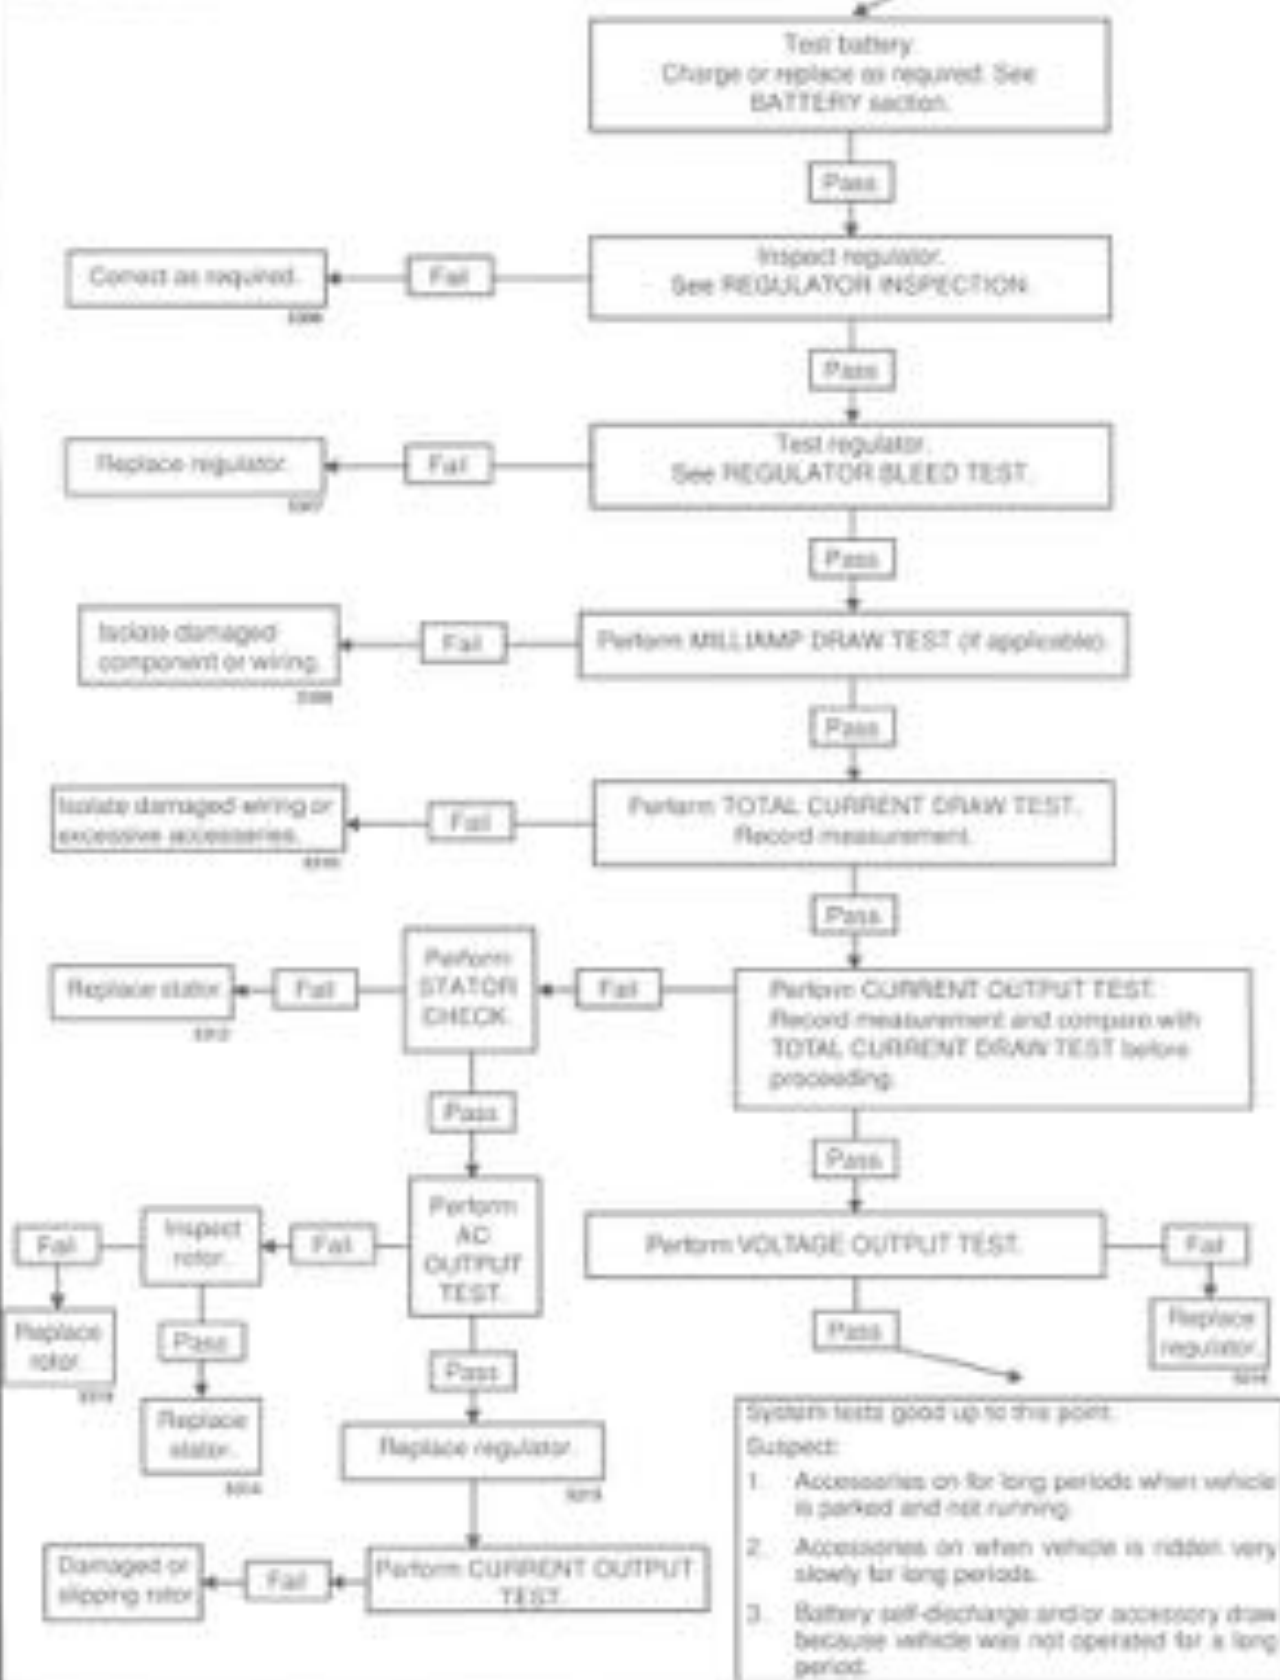 Test battery
Charge or replace as required. See
BATTERY section.
Pass
Inspect regulator.
See REGULATOR INSPECTION.
Fail
Correct as required.
Pass
Test regulator.
See REGULATOR BLEED TEST.
Fail
Replace regulator.
Pass
Perform MILLIAMP DRAW TEST (if applicable).
Fail
Isolate damaged
component or wiring.
Pass
Perform TOTAL CURRENT DRAW TEST.
Record measurement.
Fail
Isolate damaged wiring or
excessive accessories.
Pass
Perform CURRENT OUTPUT TEST.
Record measurement and compare with
TOTAL CURRENT DRAW TEST before
proceeding.
Fail
Perform
STATOR
CHECK.
Fail
Replace stator.
Pass
Perform
AC
OUTPUT
TEST.
Fail
Inspect
rotor.
Fail
Replace
rotor.
Pass
Replace
stator.
Pass
Replace regulator.
Perform CURRENT OUTPUT
TEST.
Fail
Damaged or
slipping rotor.
Pass
Perform VOLTAGE OUTPUT TEST.
Fail
Replace
regulator.
Pass
System tests good up to this point.
Suspect:
1. Accessories on for long periods when vehicle
is parked and not running.
2. Accessories on when vehicle is ridden very
slowly for long periods.
3. Battery self-discharge and/or accessory draw
because vehicle was not operated for a long
period.